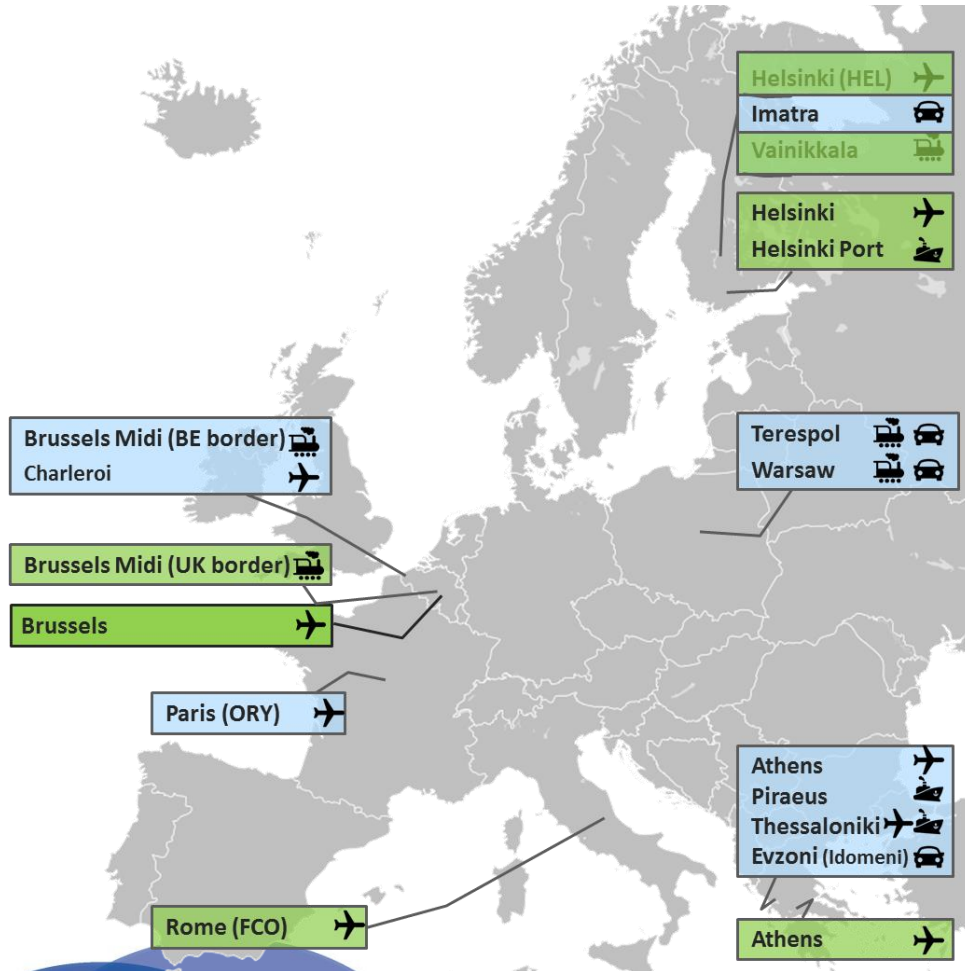 Helsinki (HEL)
Imatra
Vainikkala
Helsinki
Helsinki Port
Brussels Midi (BE border)
Charleroi
Terespol
Warsaw
Brussels Midi (UK border)
Brussels
Paris (ORY)
Athens
Piraeus
Thessaloniki
Evzoni (Idomeni)
Rome (FCO)
Athens